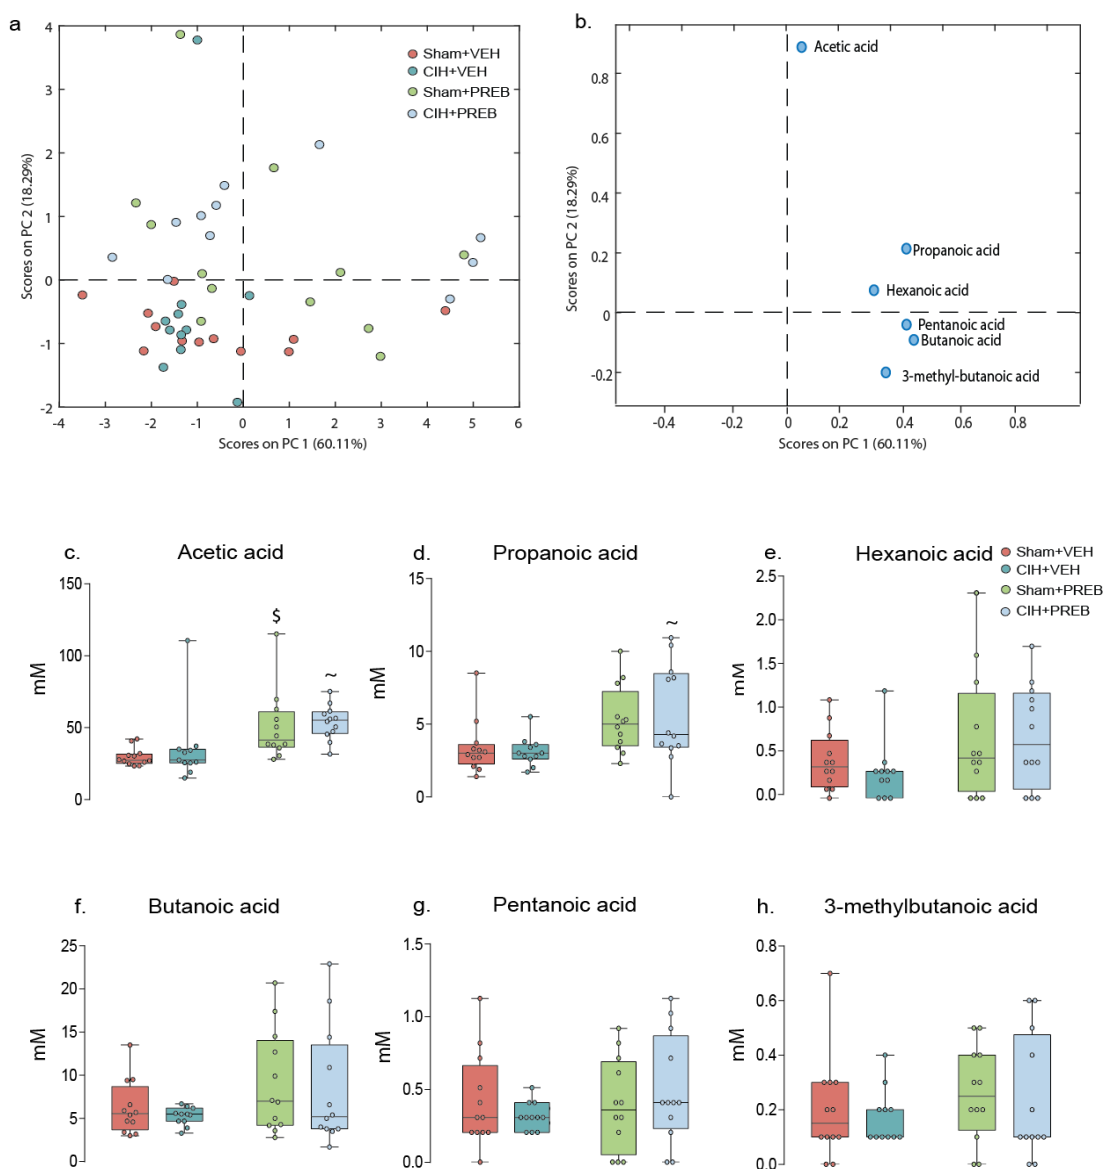 a
4
3
2
1
0
-1
-2
Scores on PC 2 (18.29%)
Sham+VEH
CIH+VEH
Sham+PREB
CIH+PREB
-4 -3 -2 -1 0 1 2 3 4 5 6
Scores on PC 1 (60.11%)
b.
0.8
0.6
0.4
0.2
0
-0.2
Scores on PC 2 (18.29%)
Acetic acid
Propanoic acid
Hexanoic acid
Pentanoic acid
Butanoic acid
3-methyl-butanoic acid
-0.4 -0.2 0 0.2 0.4 0.6 0.8
Scores on PC 1 (60.11%)
c. Acetic acid
150
100
50
0
mM
$
~
d. Propanoic acid
15
10
5
0
mM
~
e. Hexanoic acid
Sham+VEH
CIH+VEH
Sham+PREB
CIH+PREB
2.5
2.0
1.5
1.0
0.5
0.0
mM
f. Butanoic acid
25
20
15
10
5
0
mM
g. Pentanoic acid
1.5
1.0
0.5
0.0
mM
h. 3-methylbutanoic acid
0.8
0.6
0.4
0.2
0.0
mM